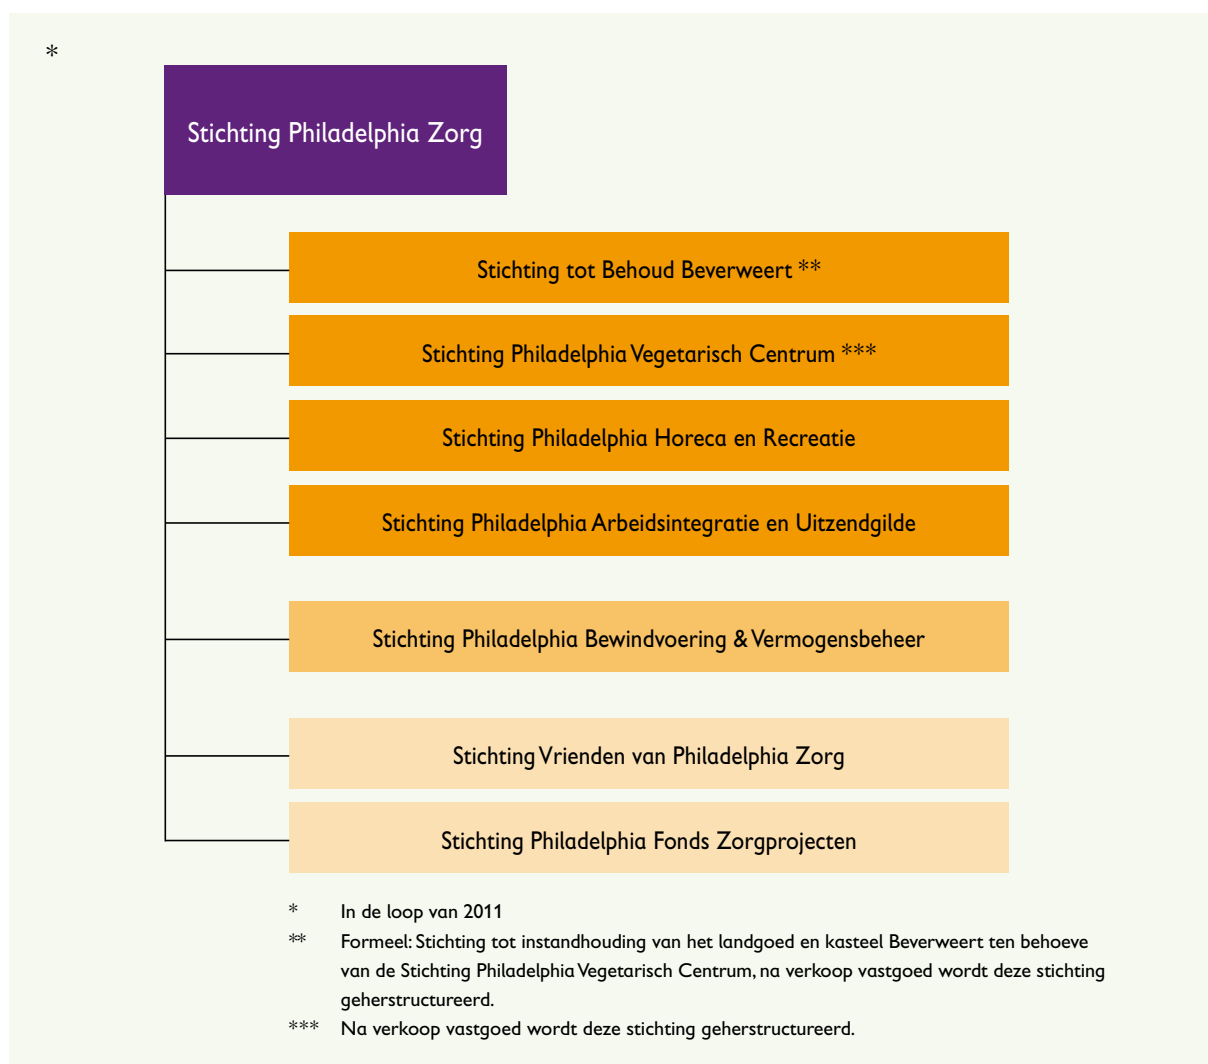 *
Stichting Philadelphia Zorg
Stichting tot Behoud Beverweert **
Stichting Philadelphia Vegetarisch Centrum ***
Stichting Philadelphia Horeca en Recreatie
Stichting Philadelphia Arbeidsintegratie en Uitzendgilde
Stichting Philadelphia Bewindvoering & Vermogensbeheer
Stichting Vrienden van Philadelphia Zorg
Stichting Philadelphia Fonds Zorgprojecten
* In de loop van 2011
** Formeel: Stichting tot instandhouding van het landgoed en kasteel Beverweert ten behoeve
van de Stichting Philadelphia Vegetarisch Centrum, na verkoop vastgoed wordt deze stichting
geherstructureerd.
*** Na verkoop vastgoed wordt deze stichting geherstructureerd.